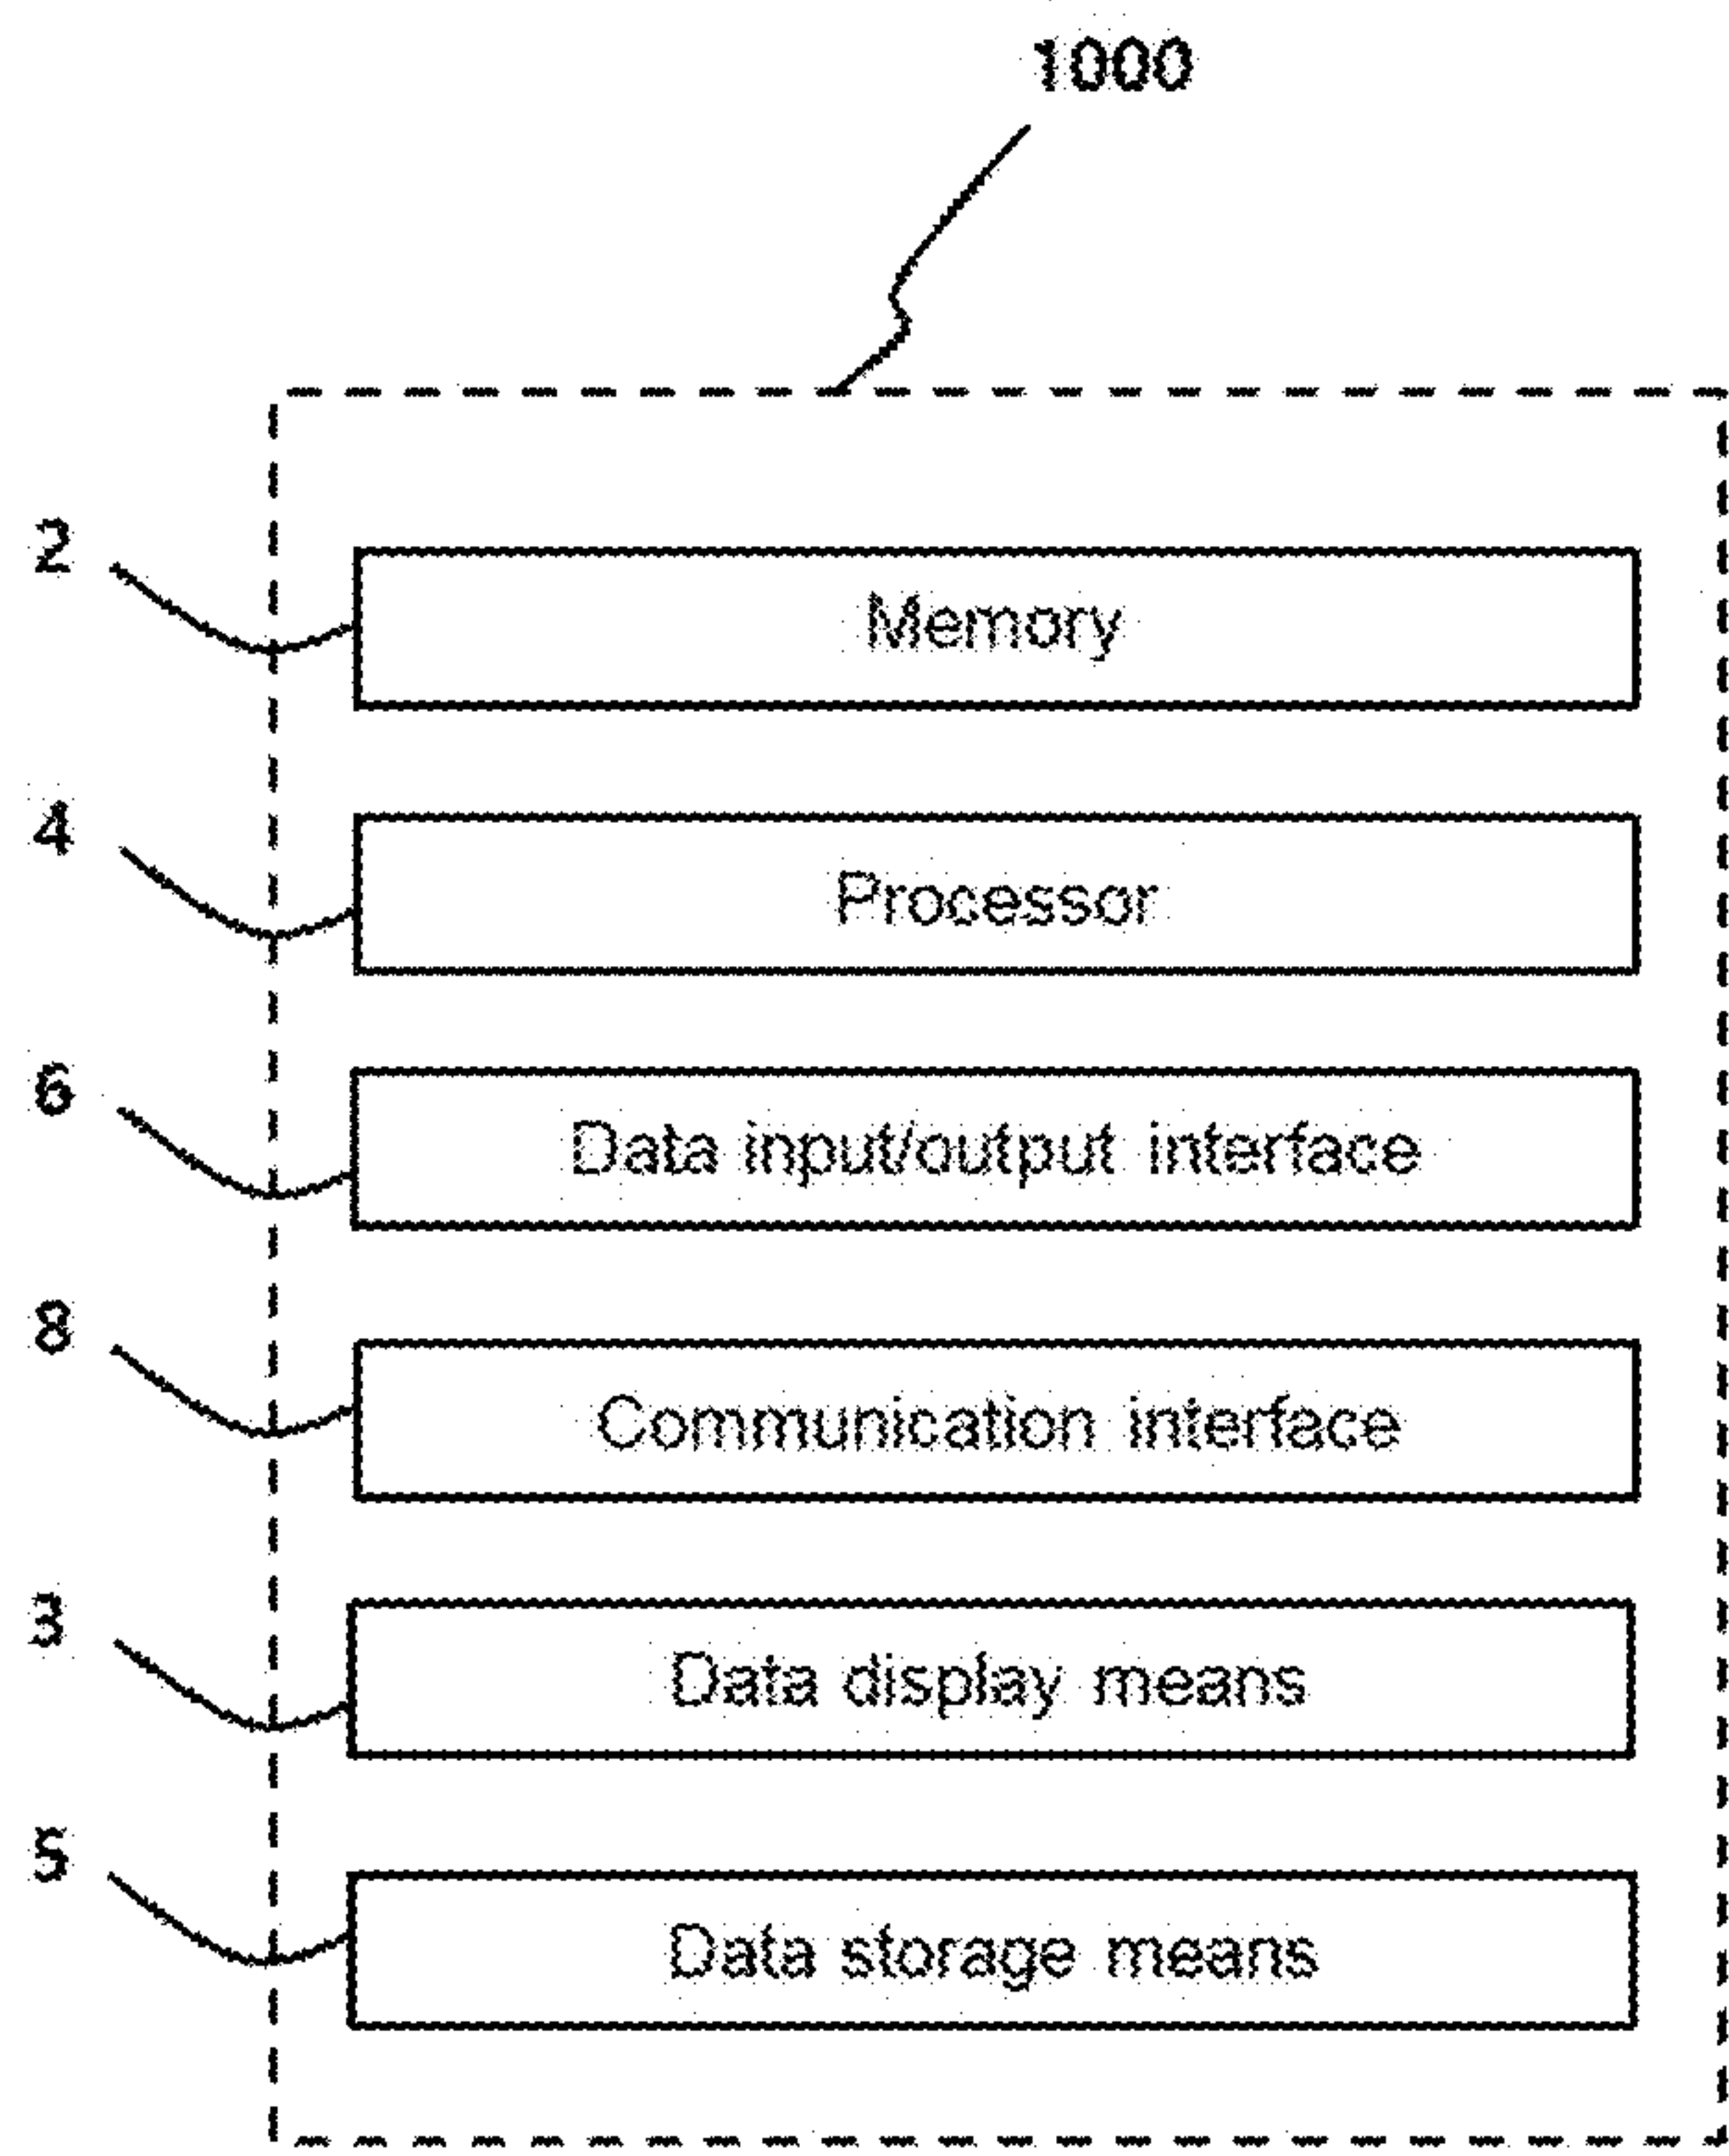 1000
2
Memory
4
Processor
6
Data input/output interface
8
Communication interface
3
Data display means
5
Data storage means